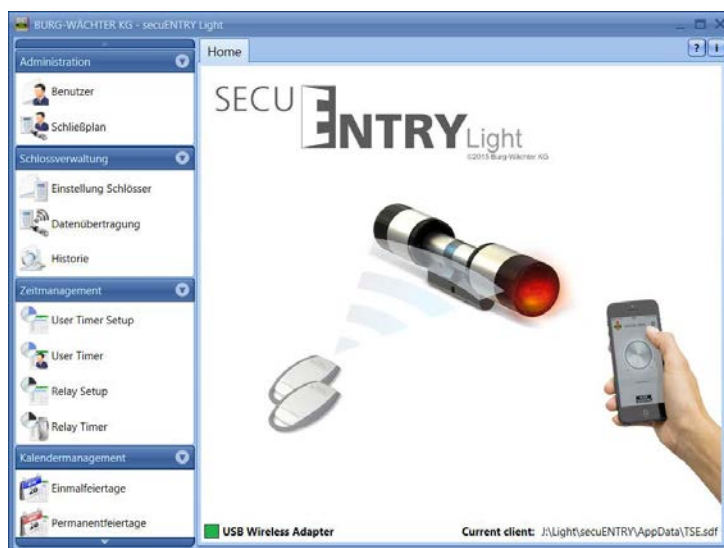 BURG-WÄCHTER KG - secuENTRY Light
Administration
Benutzer
Schließplan
Schlossverwaltung
Einstellung Schlösser
Datenübertragung
Historie
Zeitmanagement
User Timer Setup
User Timer
Relay Setup
Relay Timer
Kalendermanagement
Einmalfeiertage
Permanentfeiertage
Home
? i
SECU ENTRY Light
©2015 Burg-Wächter KG
USB Wireless Adapter
Current client: J:\Light\secuENTRY\AppData\TSE.sdf